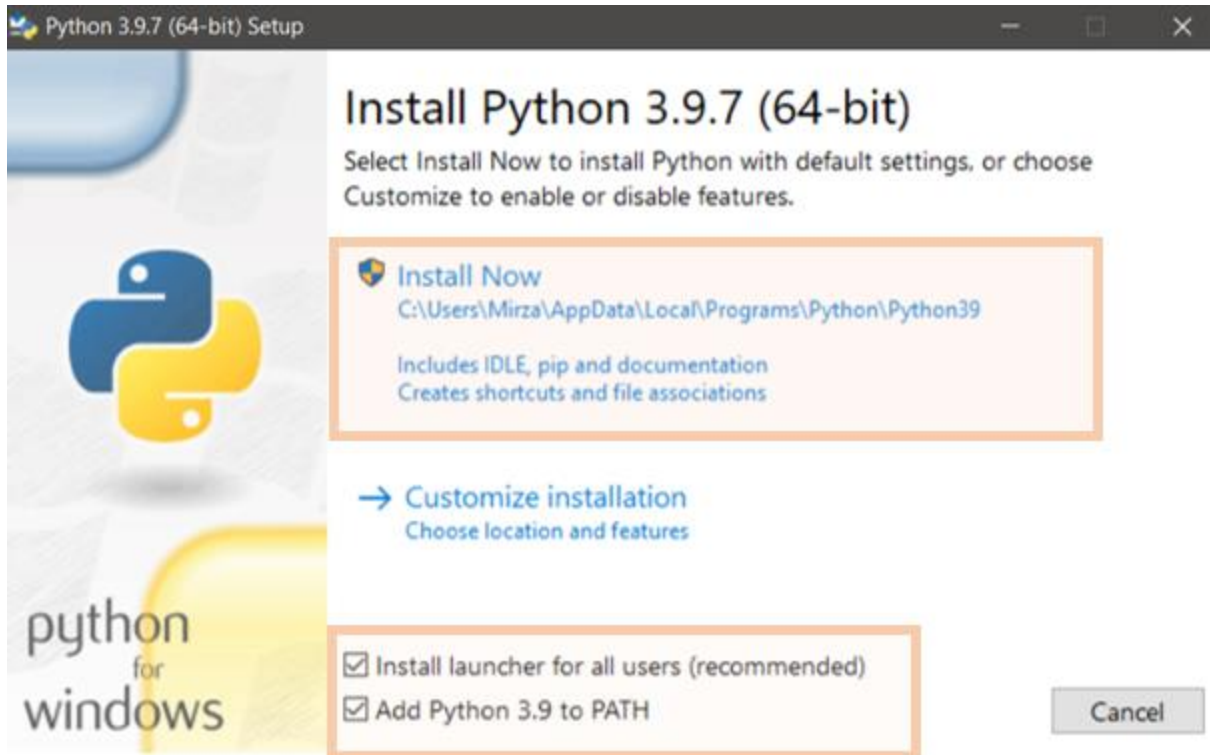 Python 3.9.7 (64-bit) Setup
Install Python 3.9.7 (64-bit)
Select Install Now to install Python with default settings, or choose
Customize to enable or disable features.
Install Now
C:\Users\Mirza\AppData\Local\Programs\Python\Python39
Includes IDLE, pip and documentation
Creates shortcuts and file associations
Customize installation
Choose location and features
python
for
windows
Install launcher for all users (recommended)
Add Python 3.9 to PATH
Cancel